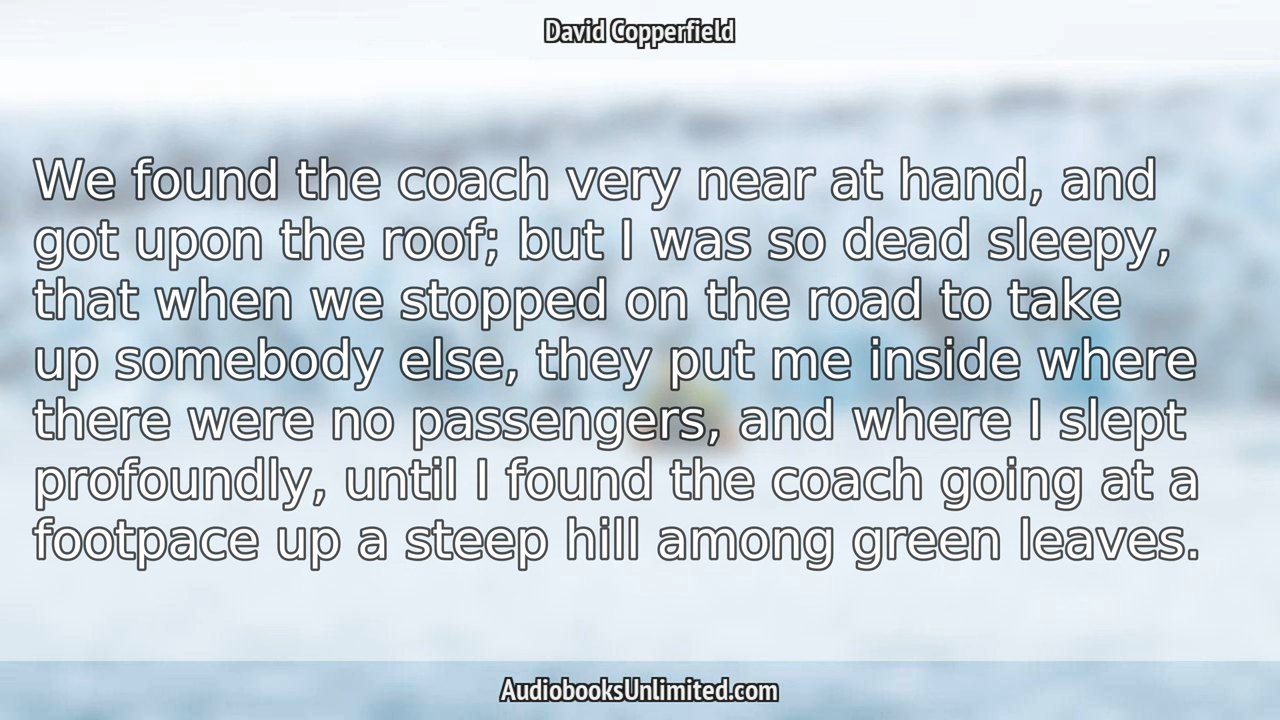 David Copperfield
We found the coach very near at hand, and
got upon the roof; but I was so dead sleepy,
that when we stopped on the road to take
up somebody else, they put me inside where
there were no passengers, and where I slept
profoundly, until I found the coach going at a
footpace up a steep hill among green leaves.
AudiobooksUnlimited.com